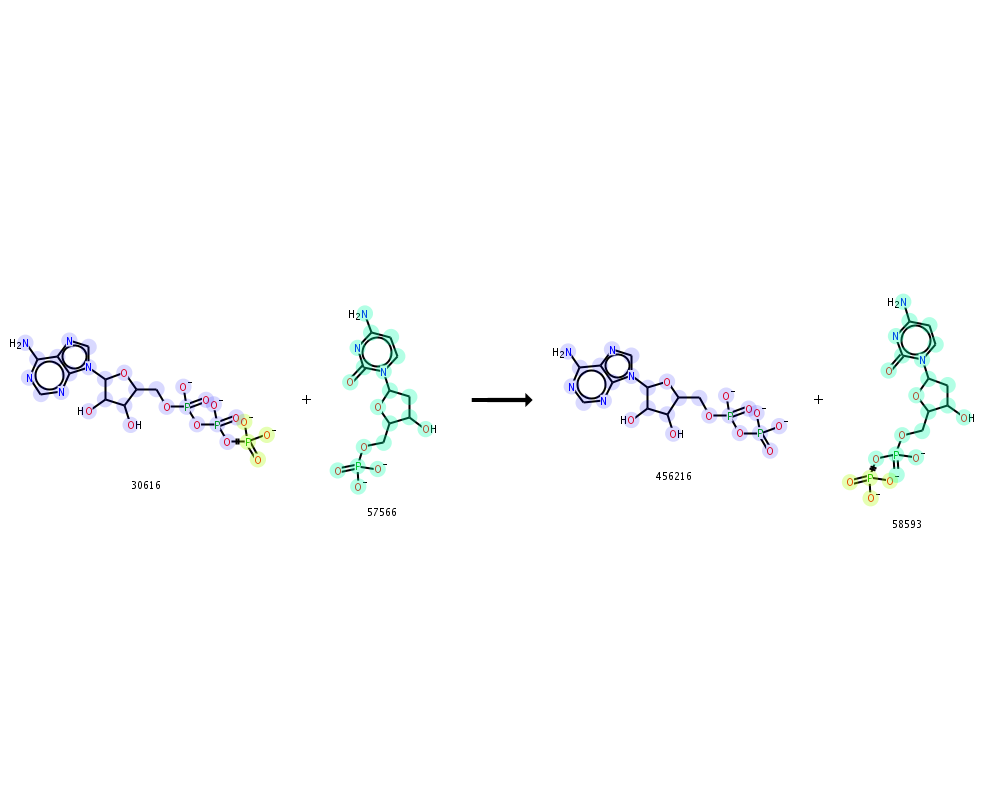 H₂N N N N N O HO OH O P O⁻ O O P O⁻ O O P O⁻ O⁻ O
30616
+
H₂N N N O O OH O P O O⁻ O⁻
57566
H₂N N N N N O HO OH O P O⁻ O O P O⁻ O⁻ O
456216
+
H₂N N N O O OH O P O⁻ O O P O O⁻ O⁻
58593